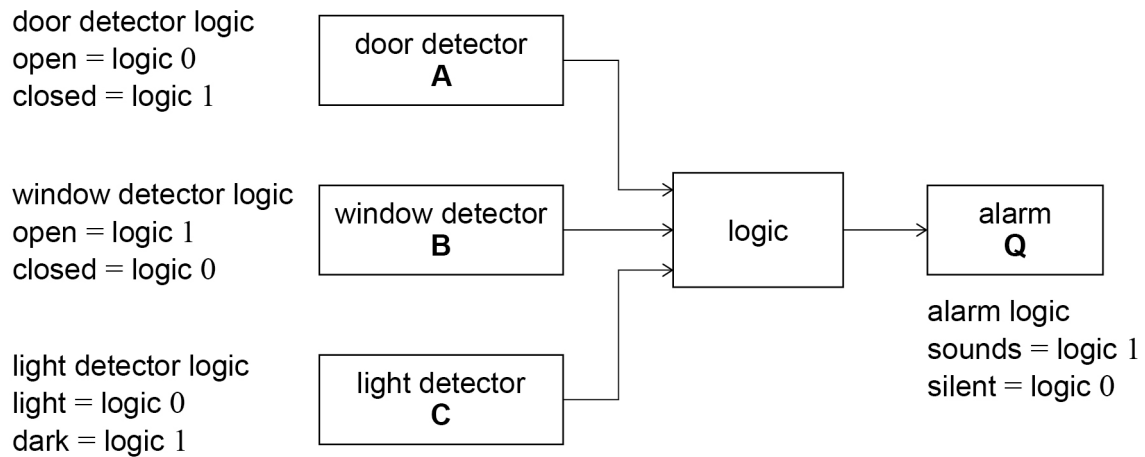 door detector logic
open = logic 0
closed = logic 1
door detector
A
window detector logic
open = logic 1
closed = logic 0
window detector
B
logic
alarm
Q
alarm logic
sounds = logic 1
silent = logic 0
light detector logic
light = logic 0
dark = logic 1
light detector
C